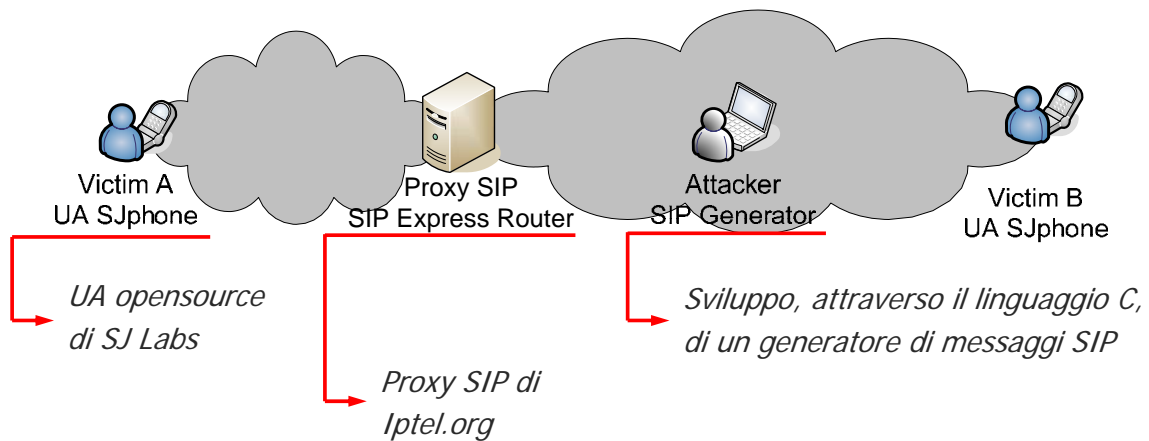 Victim A
UA SJphone
Proxy SIP
SIP Express Router
Attacker
SIP Generator
Victim B
UA SJphone
UA opensource
di SJ Labs
Proxy SIP di
Iptel.org
Sviluppo, attraverso il linguaggio C,
di un generatore di messaggi SIP